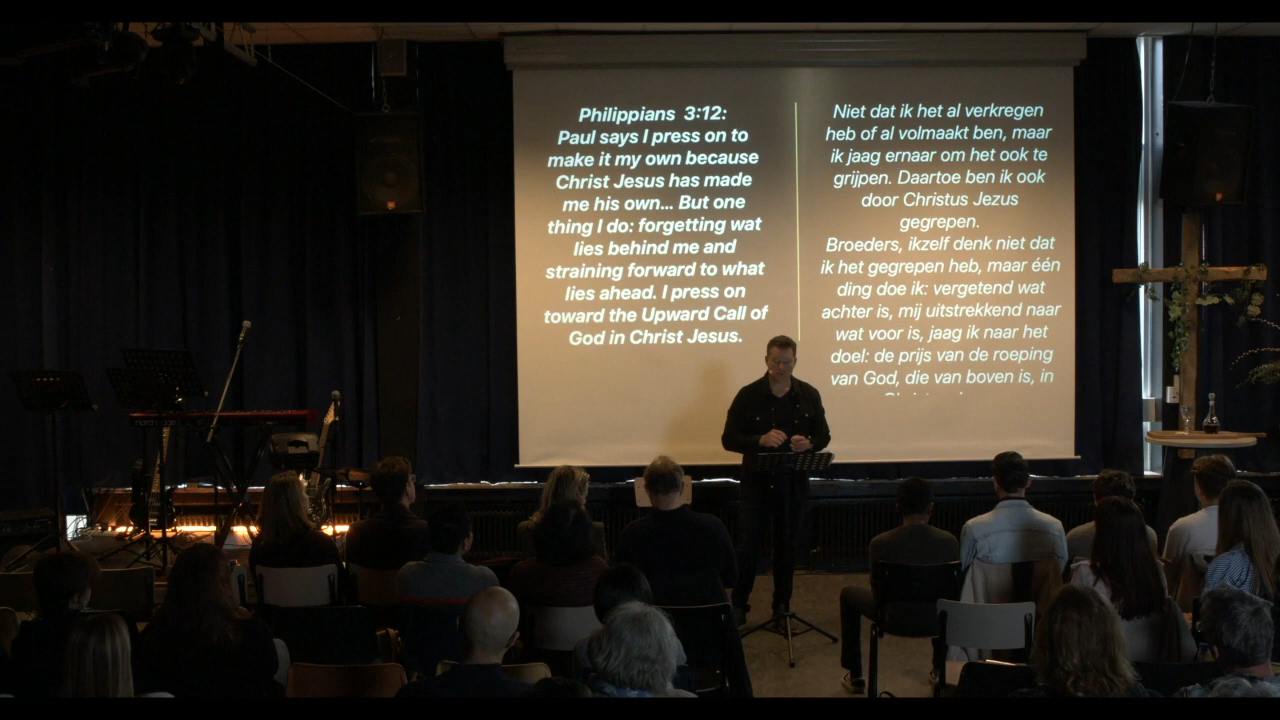 Philippians 3:12:
Paul says I press on to
make it my own because
Christ Jesus has made
me his own... But one
thing I do: forgetting wat
lies behind me and
straining forward to what
lies ahead. I press on
toward the Upward Call of
God in Christ Jesus.
Niet dat ik het al verkregen
heb of al volmaakt ben, maar
ik jaag ernaar om het ook te
grijpen. Daartoe ben ik ook
door Christus Jezus
gegrepen.
Broeders, ikzelf denk niet dat
ik het gegrepen heb, maar één
ding doe ik: vergetend wat
achter is, mij uitstrekkend naar
wat voor is, jaag ik naar het
doel: de prijs van de roeping
van God, die van boven is, in